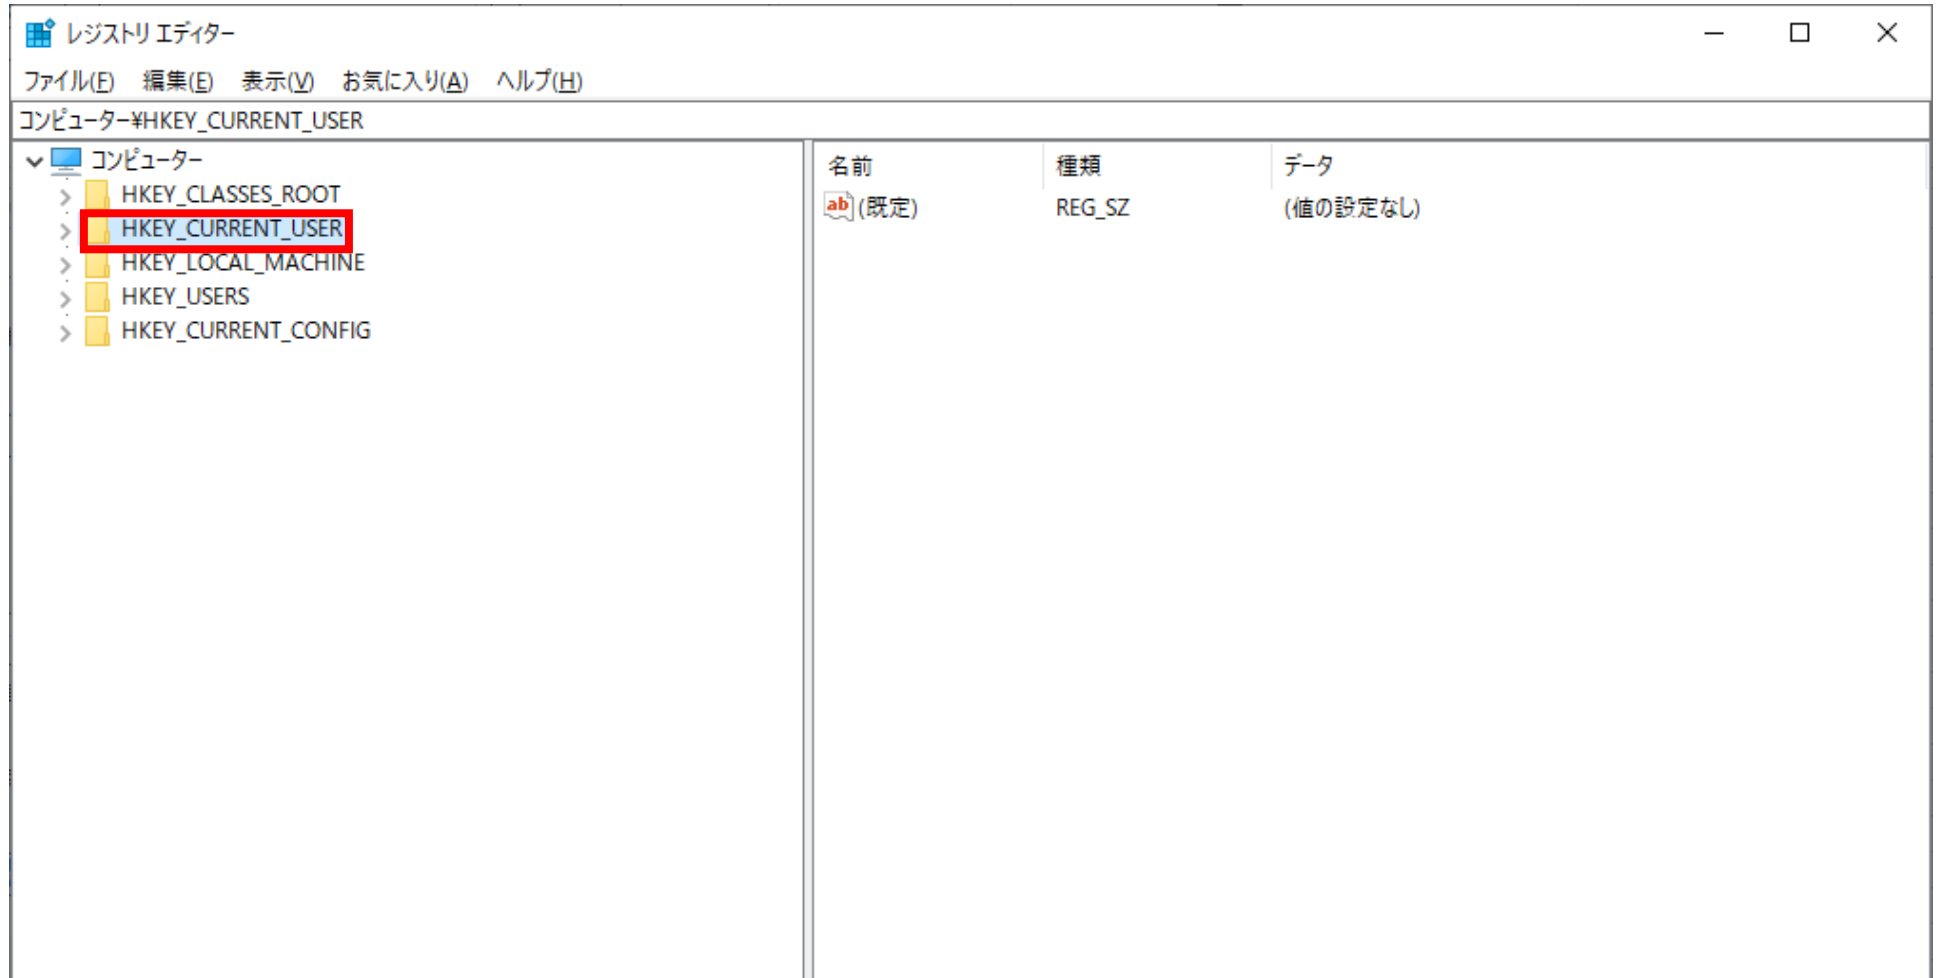 レジストリ エディター
ファイル(F) 編集(E) 表示(V) お気に入り(A) ヘルプ(H)
コンピューター¥HKEY_CURRENT_USER
コンピューター
HKEY_CLASSES_ROOT
HKEY_CURRENT_USER
HKEY_LOCAL_MACHINE
HKEY_USERS
HKEY_CURRENT_CONFIG
名前 種類 データ
ab (既定) REG_SZ (値の設定なし)